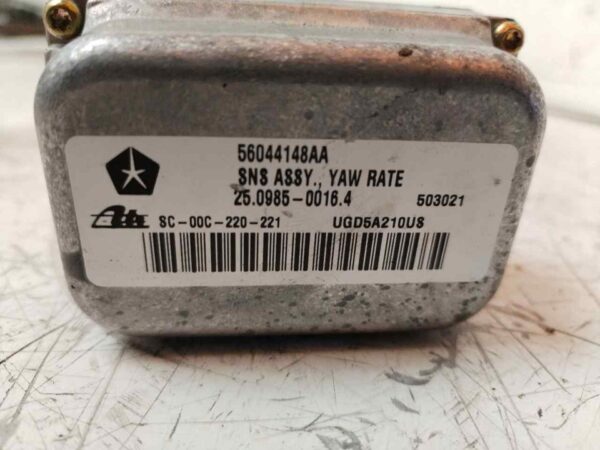 56044148AA
SNS ASSY., YAW RATE
25.0985-0016.4 503021
ate SC-00C-220-221 UGD5A210US